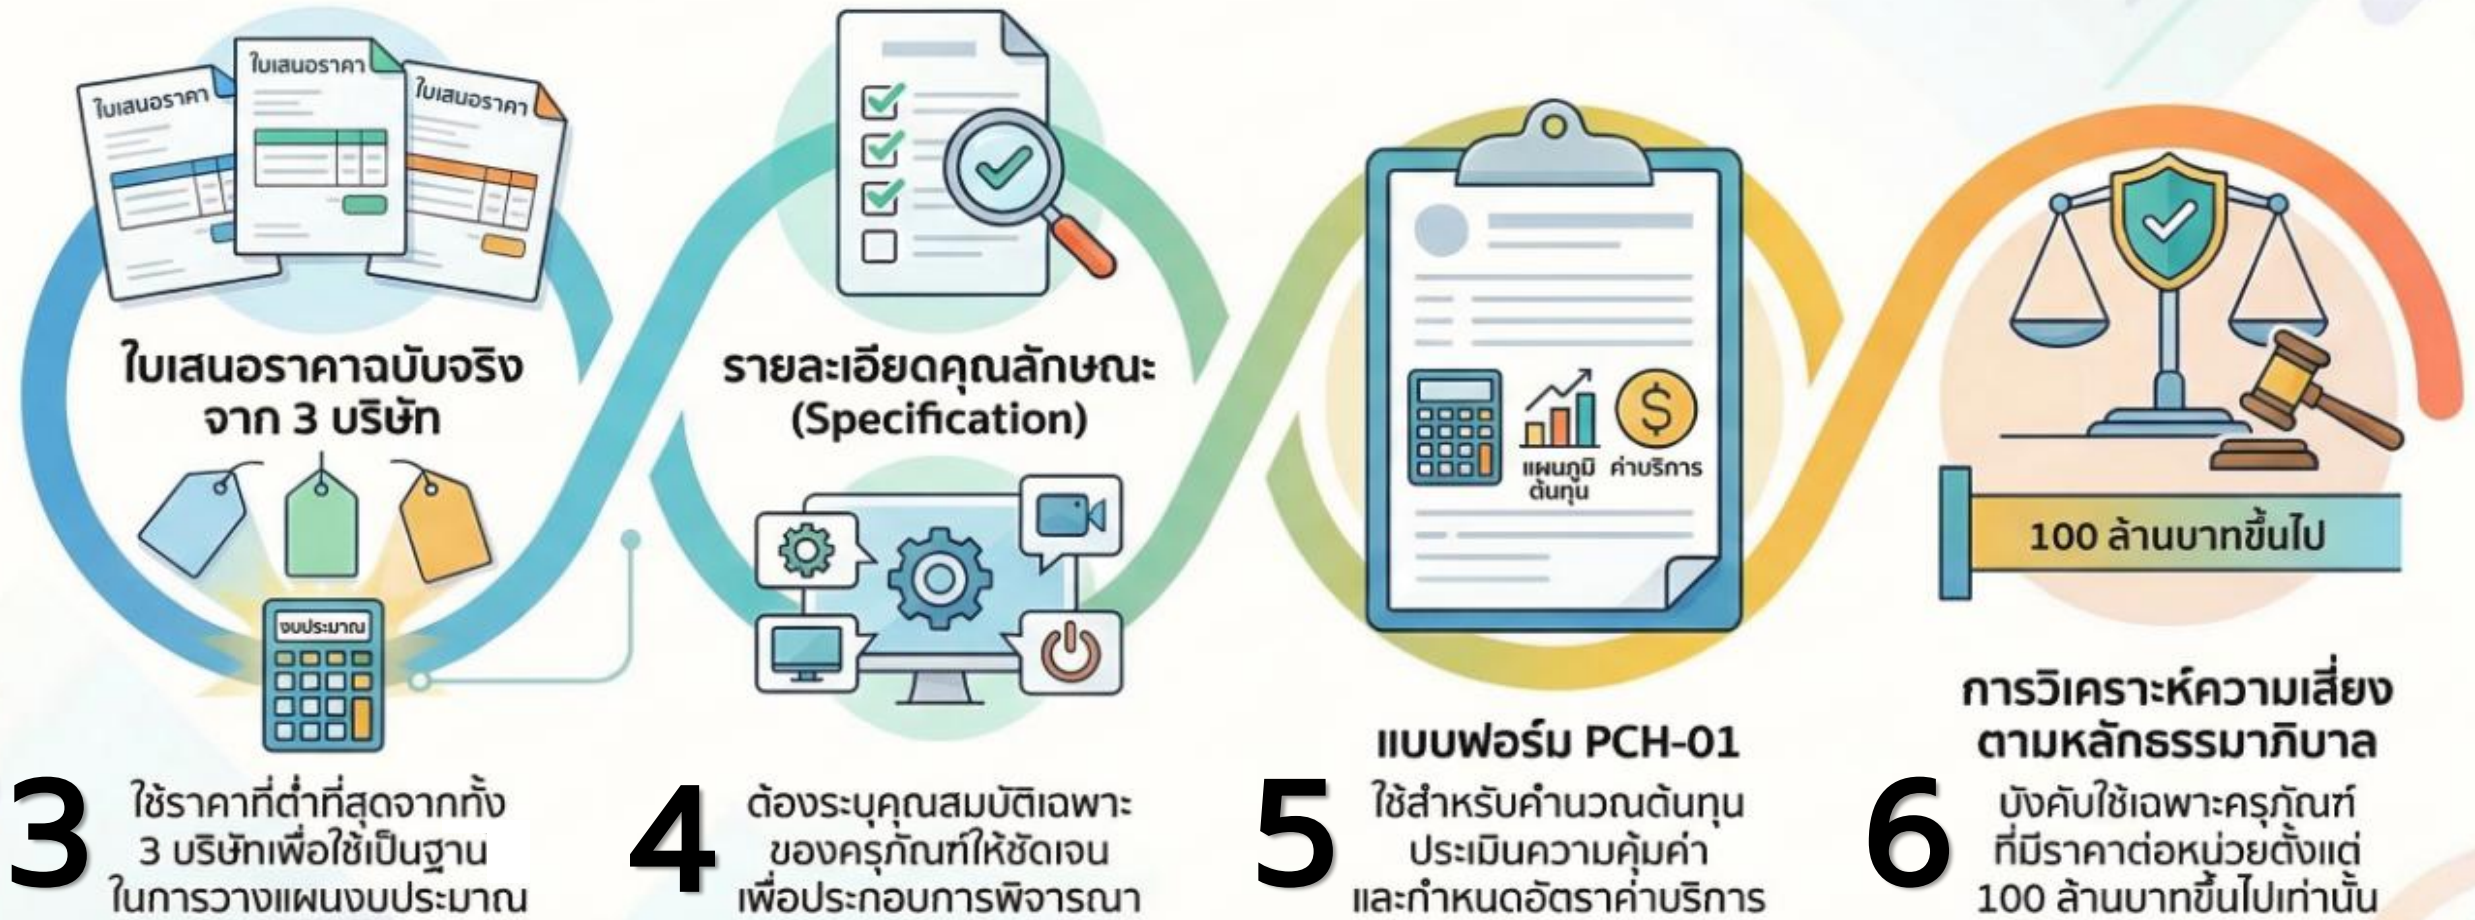 ใบเสนอราคา
ใบเสนอราคา
ใบเสนอราคา
ใบเสนอราคาฉบับจริง
จาก 3 บริษัท
งบประมาณ
3
ใช้ราคาที่ต่ำที่สุดจากทั้ง
3 บริษัทเพื่อใช้เป็นฐาน
ในการวางแผนงบประมาณ
รายละเอียดคุณลักษณะ
(Specification)
4
ต้องระบุคุณสมบัติเฉพาะ
ของครุภัณฑ์ให้ชัดเจน
เพื่อประกอบการพิจารณา
แผนภูมิ
ต้นทุน
ค่าบริการ
แบบฟอร์ม PCH-01
5
ใช้สำหรับคำนวณต้นทุน
ประเมินความคุ้มค่า
และกำหนดอัตราค่าบริการ
100 ล้านบาทขึ้นไป
การวิเคราะห์ความเสี่ยง
ตามหลักธรรมาภิบาล
6
บังคับใช้เฉพาะครุภัณฑ์
ที่มีราคาต่อหน่วยตั้งแต่
100 ล้านบาทขึ้นไปเท่านั้น